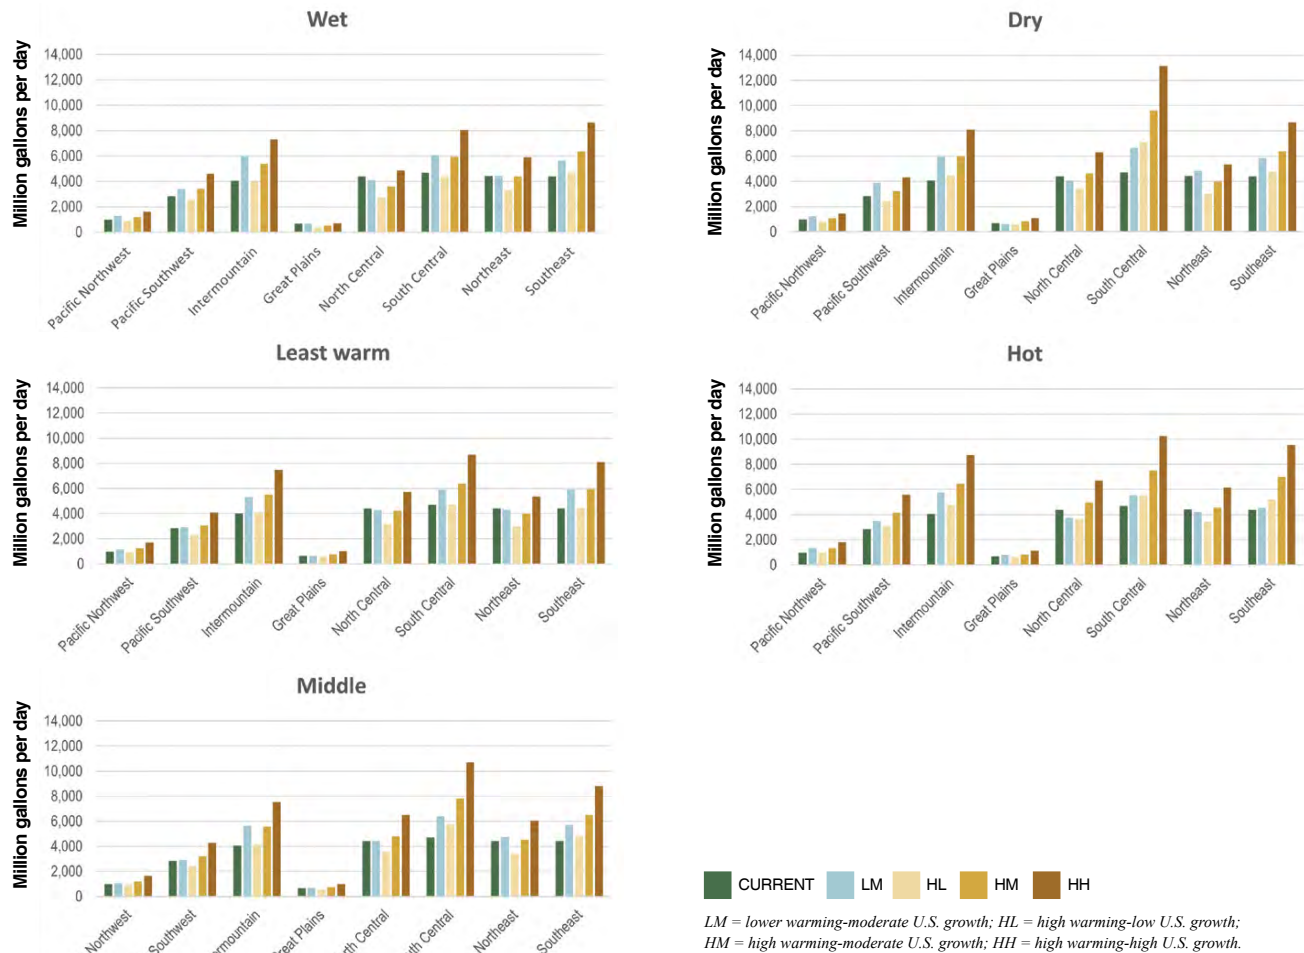 Wet
Million gallons per day
14,000
12,000
10,000
8,000
6,000
4,000
2,000
0
Pacific Northwest
Pacific Southwest
Intermountain
Great Plains
North Central
South Central
Northeast
Southeast
Dry
Million gallons per day
14,000
12,000
10,000
8,000
6,000
4,000
2,000
0
Pacific Northwest
Pacific Southwest
Intermountain
Great Plains
North Central
South Central
Northeast
Southeast
Least warm
Million gallons per day
14,000
12,000
10,000
8,000
6,000
4,000
2,000
0
Pacific Northwest
Pacific Southwest
Intermountain
Great Plains
North Central
South Central
Northeast
Southeast
Hot
Million gallons per day
14,000
12,000
10,000
8,000
6,000
4,000
2,000
0
Pacific Northwest
Pacific Southwest
Intermountain
Great Plains
North Central
South Central
Northeast
Southeast
Middle
Million gallons per day
14,000
12,000
10,000
8,000
6,000
4,000
2,000
0
Northwest
Southwest
Central
Central
Northeast
Southeast
CURRENT LM HL HM HH
LM = lower warming-moderate U.S. growth; HL = high warming-low U.S. growth;
HM = high warming-moderate U.S. growth; HH = high warming-high U.S. growth.